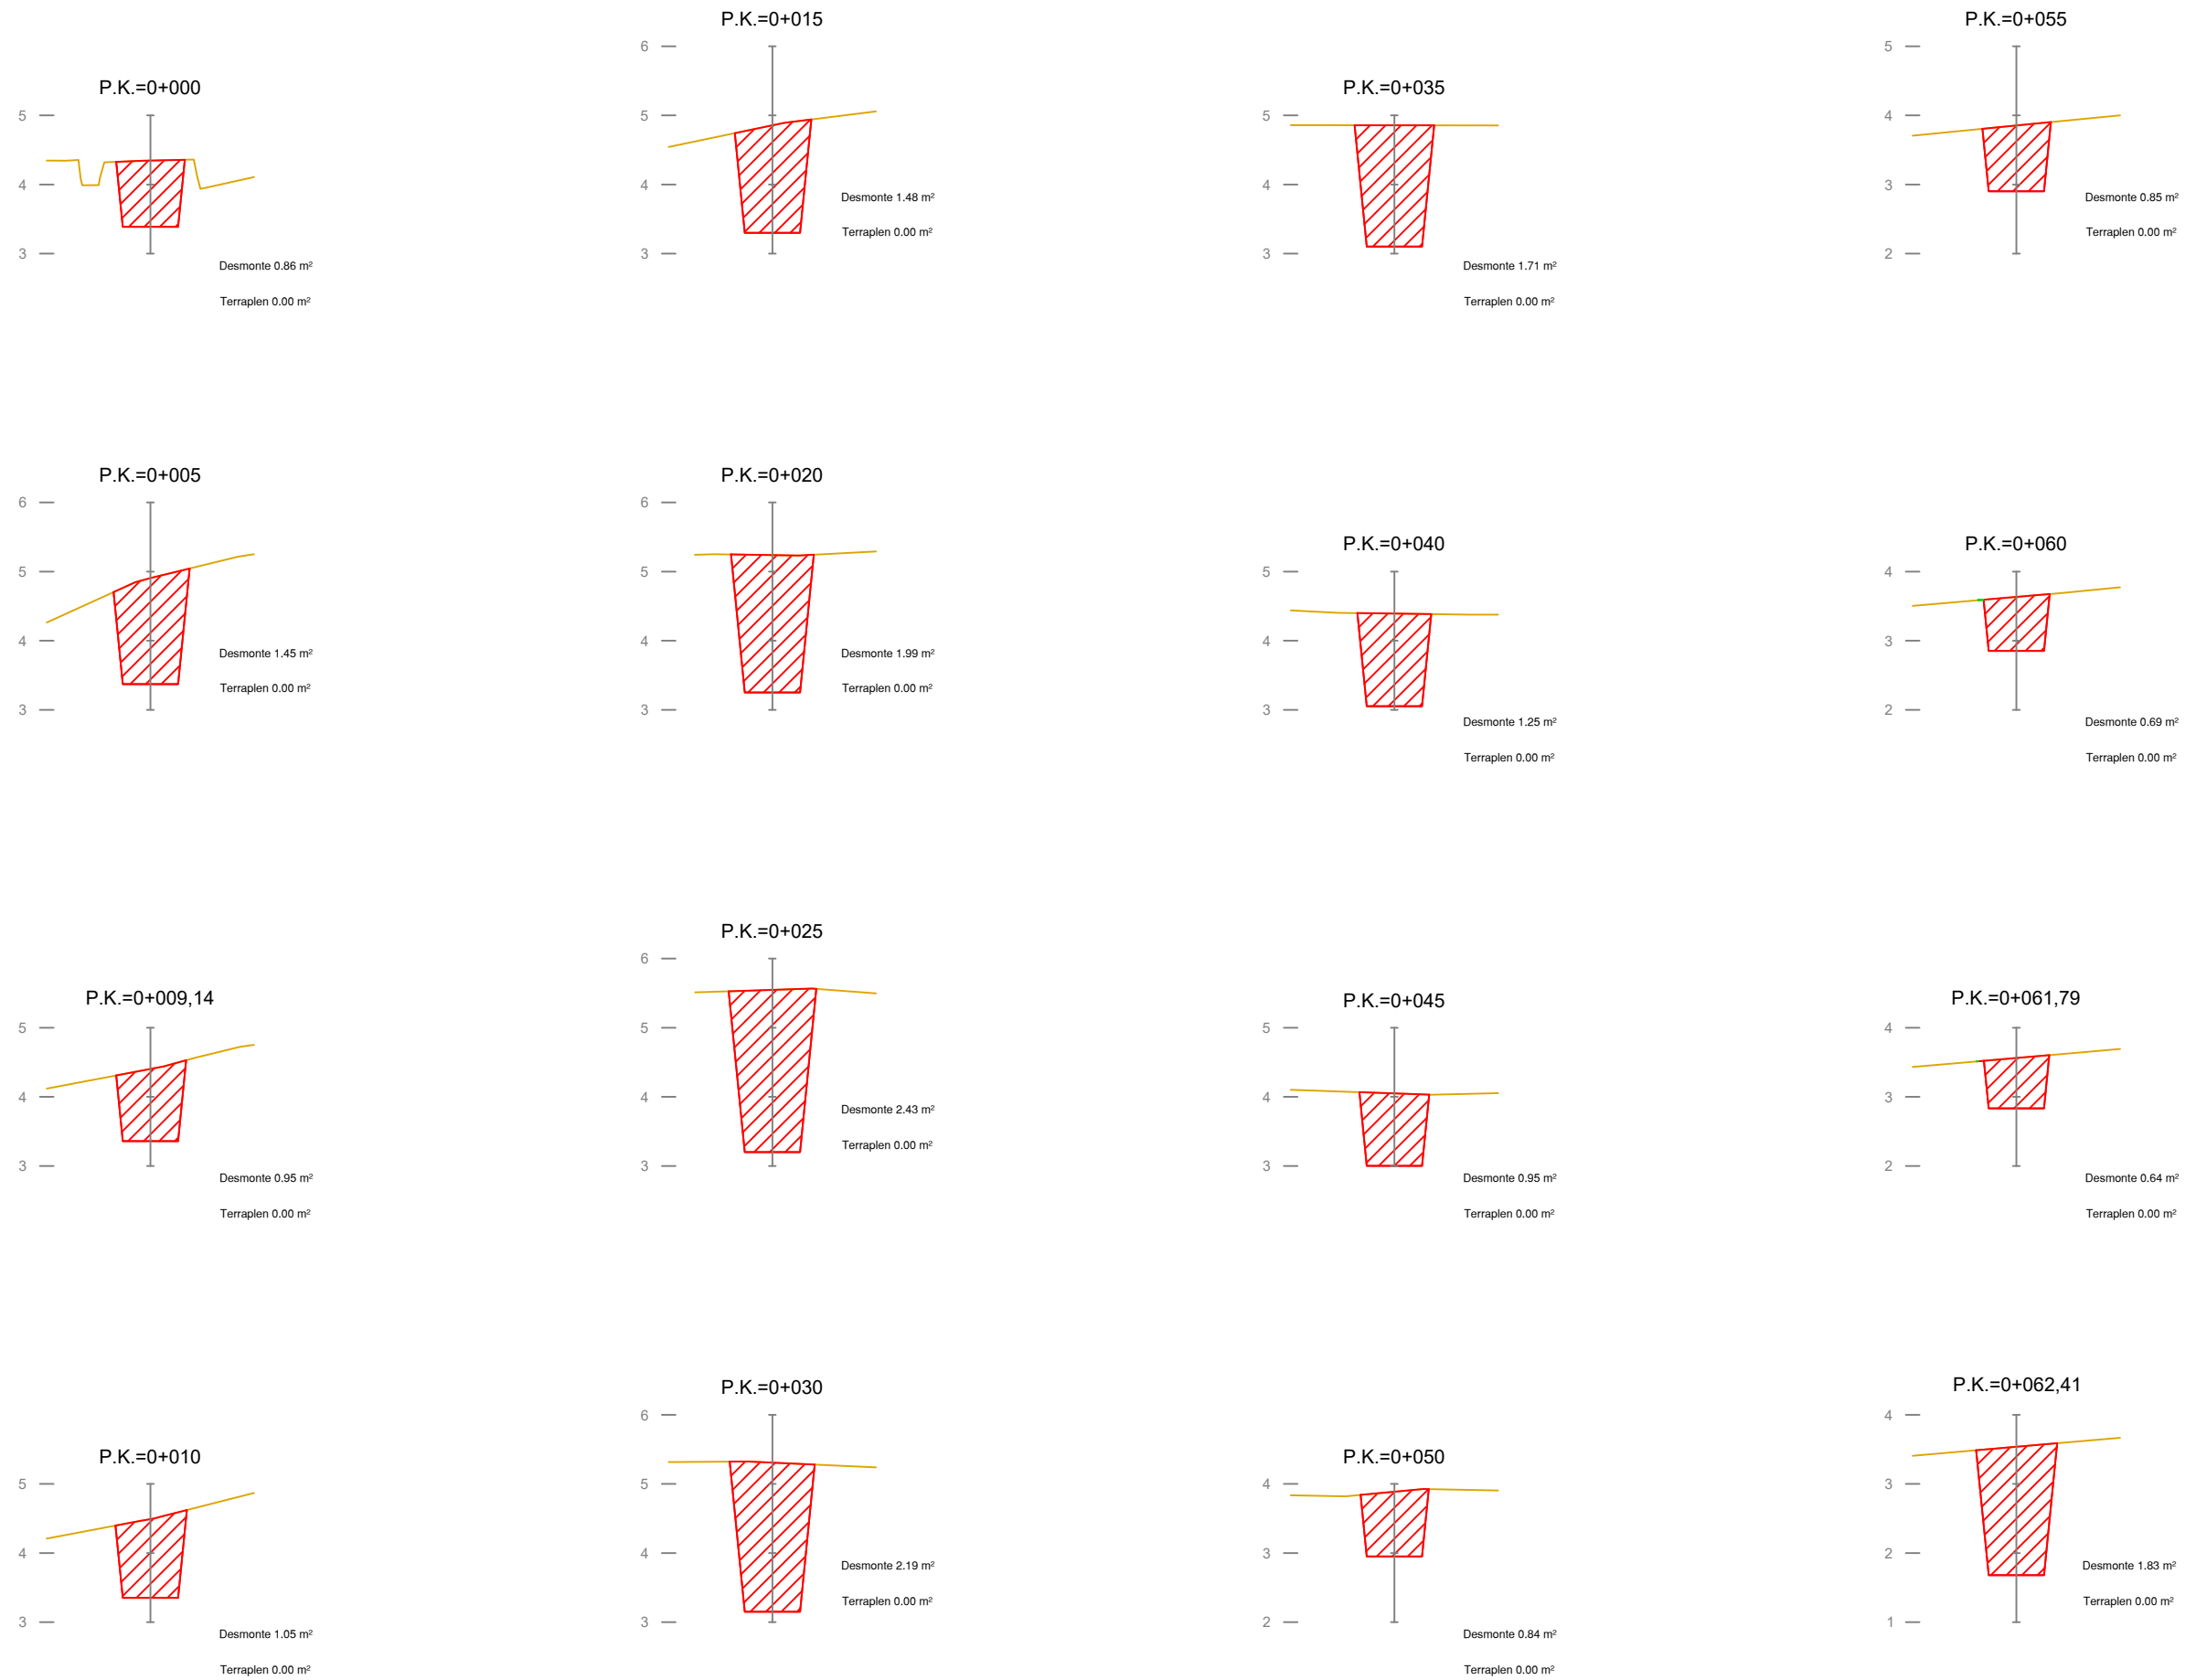 P.K.=0+000
5
4
3
Desmonte 0.86 m²
Terraplen 0.00 m²
P.K.=0+005
6
5
4
3
Desmonte 1.45 m²
Terraplen 0.00 m²
P.K.=0+009,14
5
4
3
Desmonte 0.95 m²
Terraplen 0.00 m²
P.K.=0+010
5
4
3
Desmonte 1.05 m²
Terraplen 0.00 m²
P.K.=0+015
6
5
4
3
Desmonte 1.48 m²
Terraplen 0.00 m²
P.K.=0+020
6
5
4
3
Desmonte 1.99 m²
Terraplen 0.00 m²
P.K.=0+025
6
5
4
3
Desmonte 2.43 m²
Terraplen 0.00 m²
P.K.=0+030
6
5
4
3
Desmonte 2.19 m²
Terraplen 0.00 m²
P.K.=0+035
5
4
3
Desmonte 1.71 m²
Terraplen 0.00 m²
P.K.=0+040
5
4
3
Desmonte 1.25 m²
Terraplen 0.00 m²
P.K.=0+045
5
4
3
Desmonte 0.95 m²
Terraplen 0.00 m²
P.K.=0+050
4
3
2
Desmonte 0.84 m²
Terraplen 0.00 m²
P.K.=0+055
5
4
3
2
Desmonte 0.85 m²
Terraplen 0.00 m²
P.K.=0+060
4
3
2
Desmonte 0.69 m²
Terraplen 0.00 m²
P.K.=0+061,79
4
3
2
Desmonte 0.64 m²
Terraplen 0.00 m²
P.K.=0+062,41
4
3
2
1
Desmonte 1.83 m²
Terraplen 0.00 m²